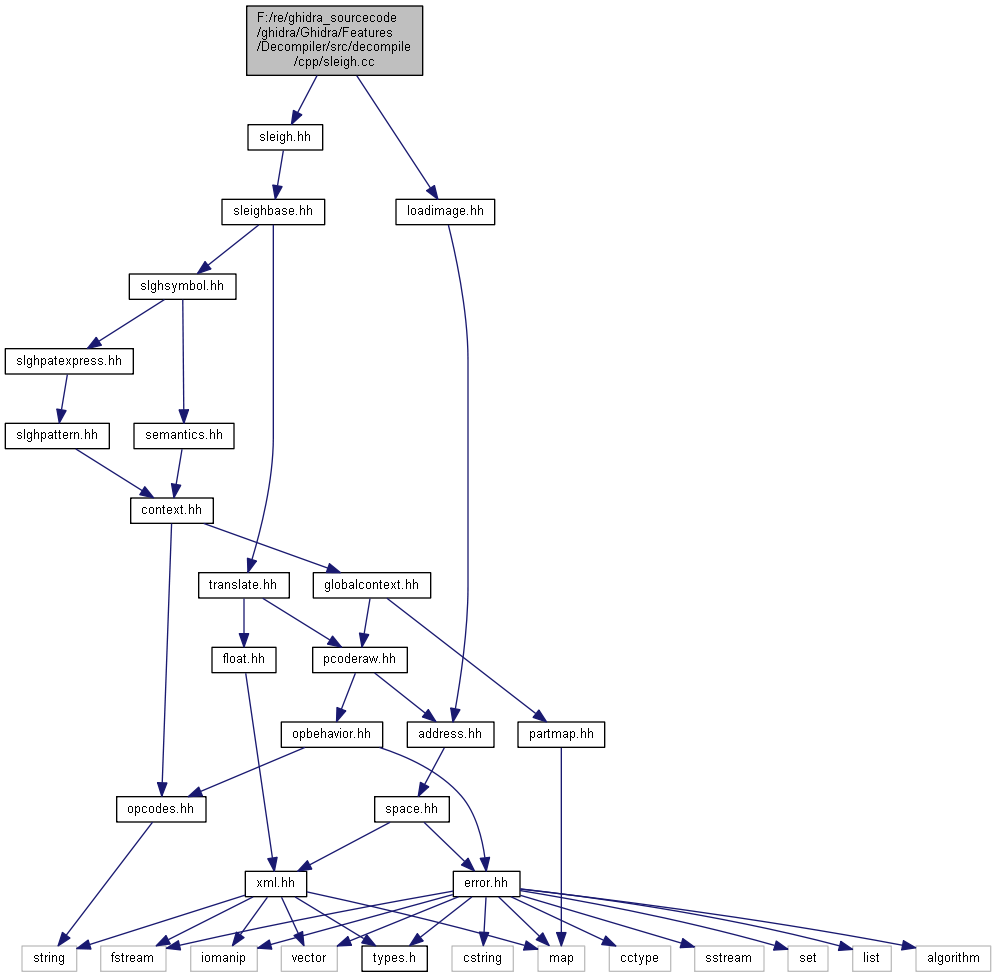 F:/re/ghidra_sourcecode
/ghidra/Ghidra/Features
/Decompiler/src/decompile
/cpp/sleigh.cc
sleigh.hh
sleighbase.hh
loadimage.hh
slghsymbol.hh
slghpatexpress.hh
slghpattern.hh
semantics.hh
context.hh
translate.hh
globalcontext.hh
float.hh
pcoderaw.hh
opbehavior.hh
address.hh
partmap.hh
opcodes.hh
space.hh
xml.hh
error.hh
string
fstream
iomanip
vector
types.h
cstring
map
cctype
sstream
set
list
algorithm